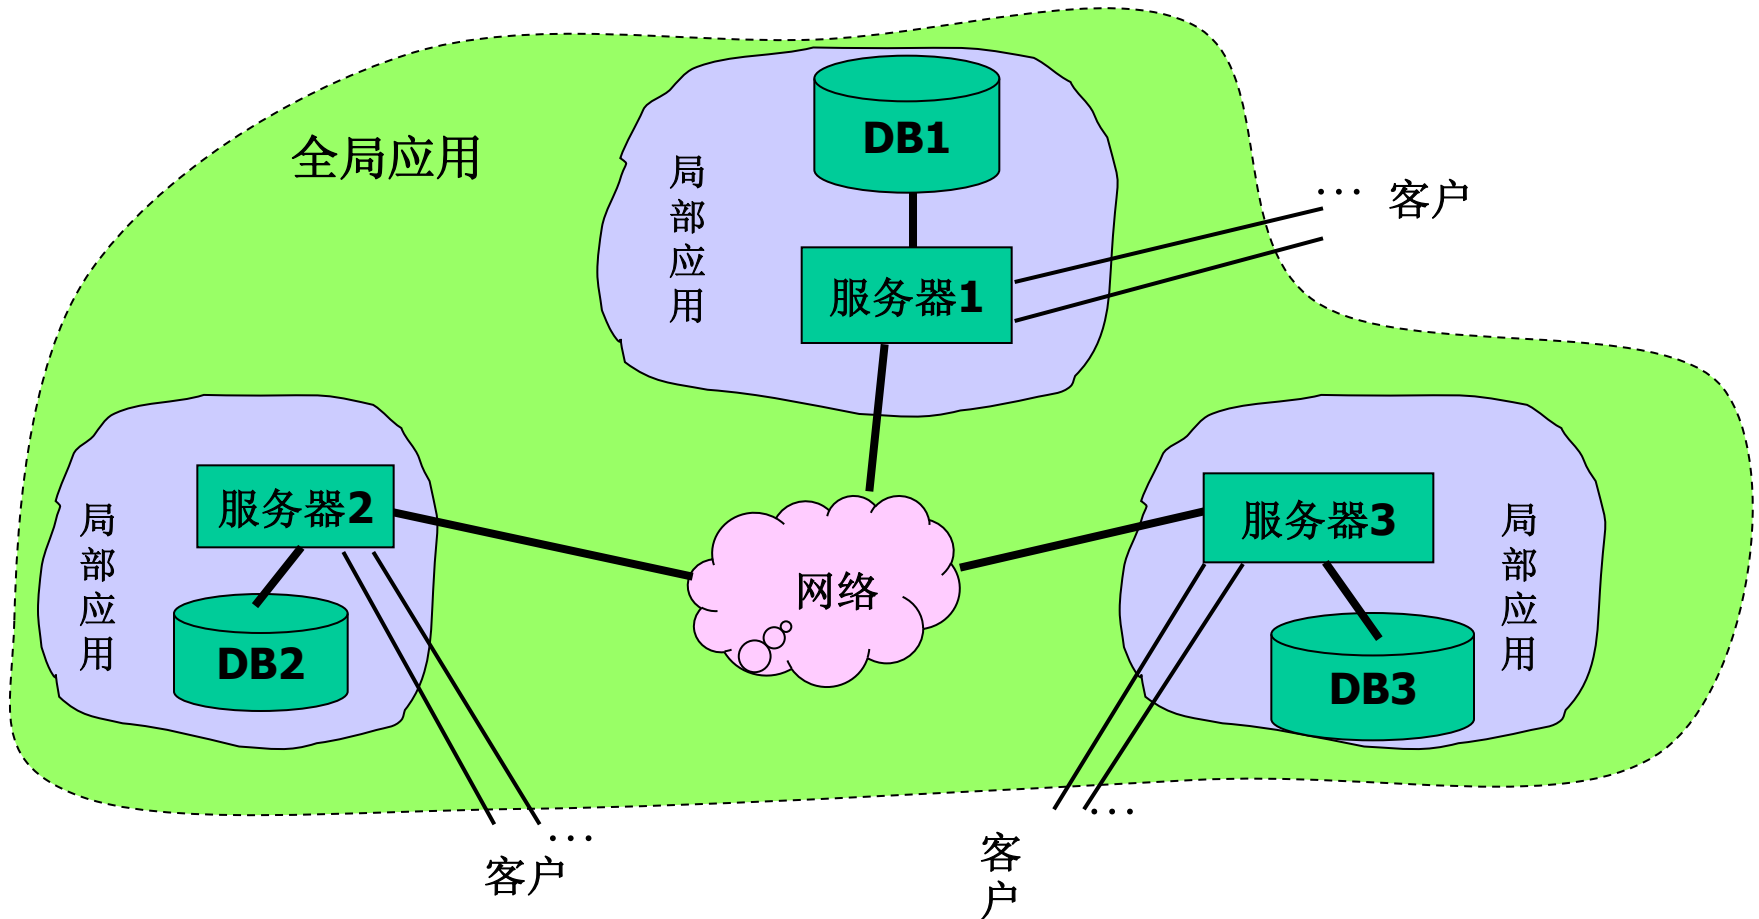 DB1
全局应用
局部应用
… 客户
服务器1
服务器2
服务器3
局部应用
局部应用
网络
DB2
DB3
…
客户
…
客户